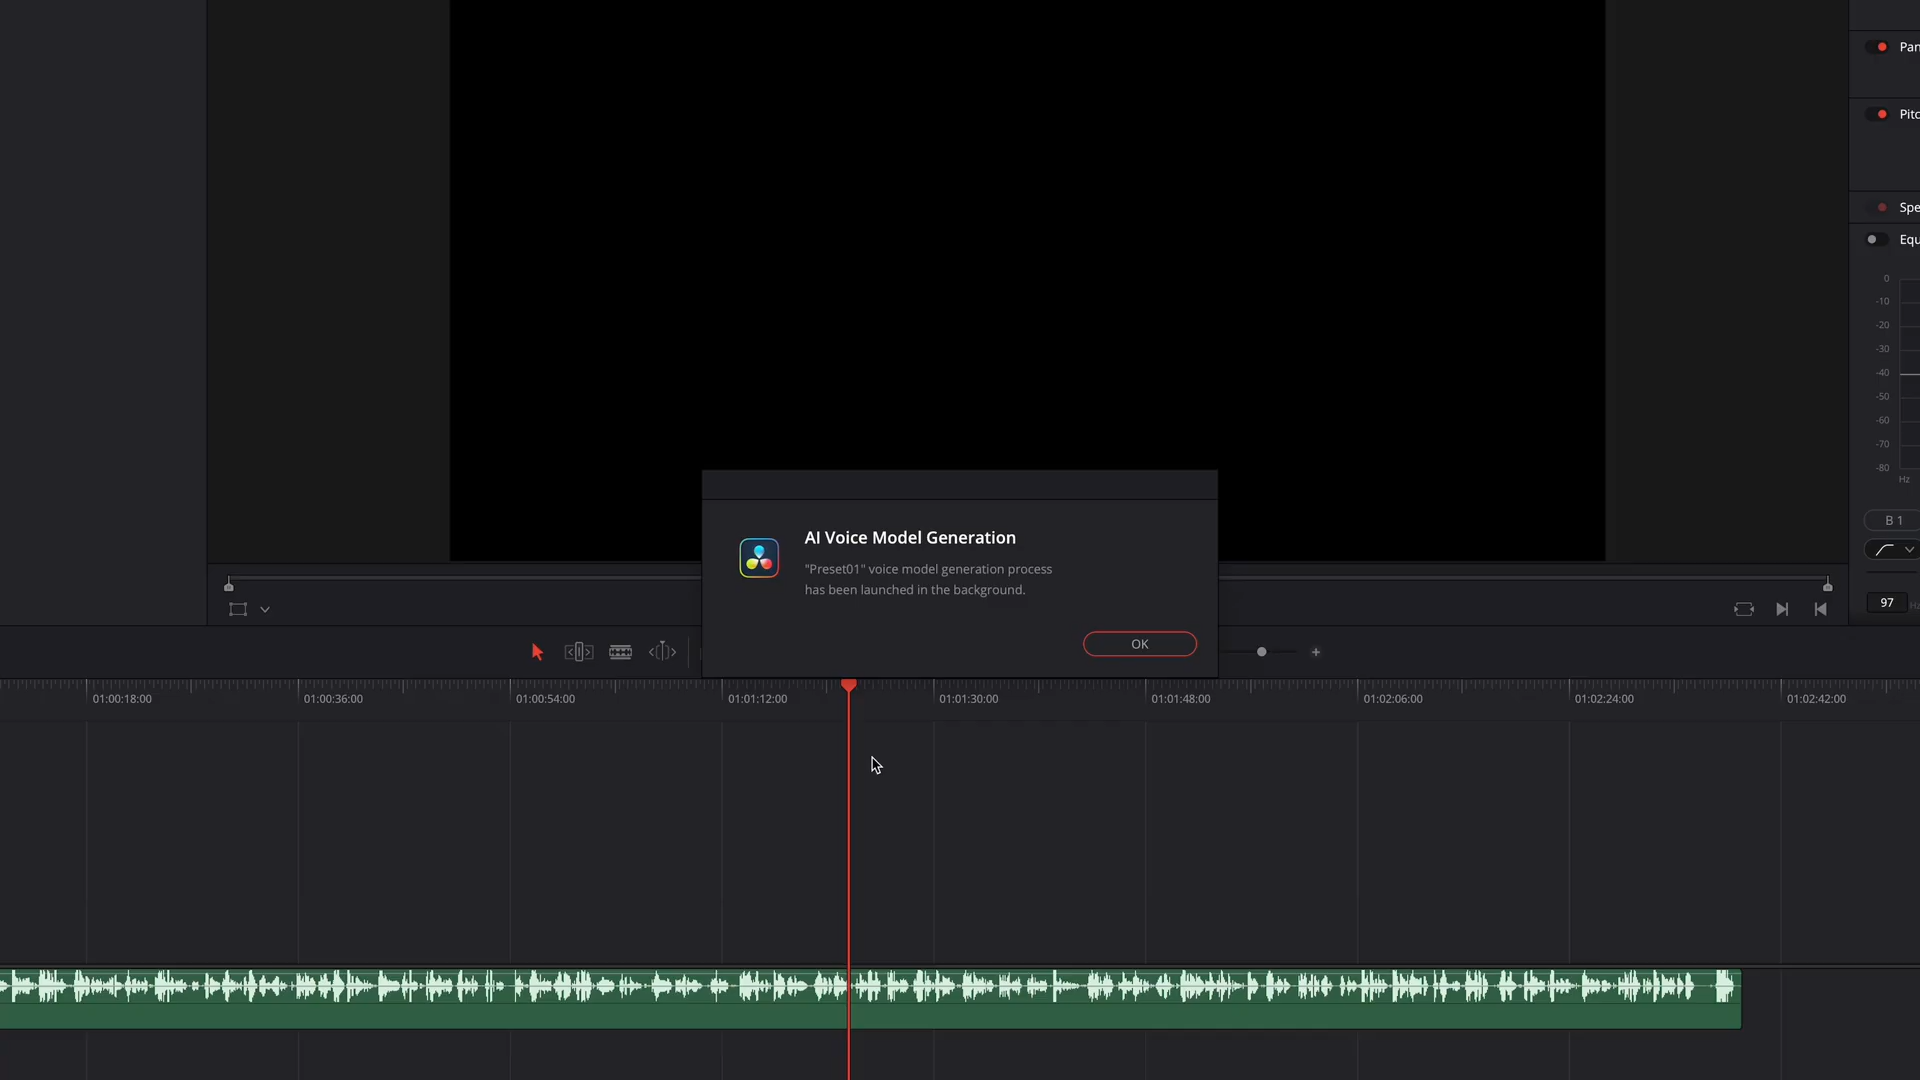 Pan
Pitc
Spe
Equ
0
-10
-20
-30
-40
-50
-60
-70
-80
Hz
B 1
97
Hz
AI Voice Model Generation
"Preset01" voice model generation process
has been launched in the background.
OK
01:00:18:00
01:00:36:00
01:00:54:00
01:01:12:00
01:01:30:00
01:01:48:00
01:02:06:00
01:02:24:00
01:02:42:00